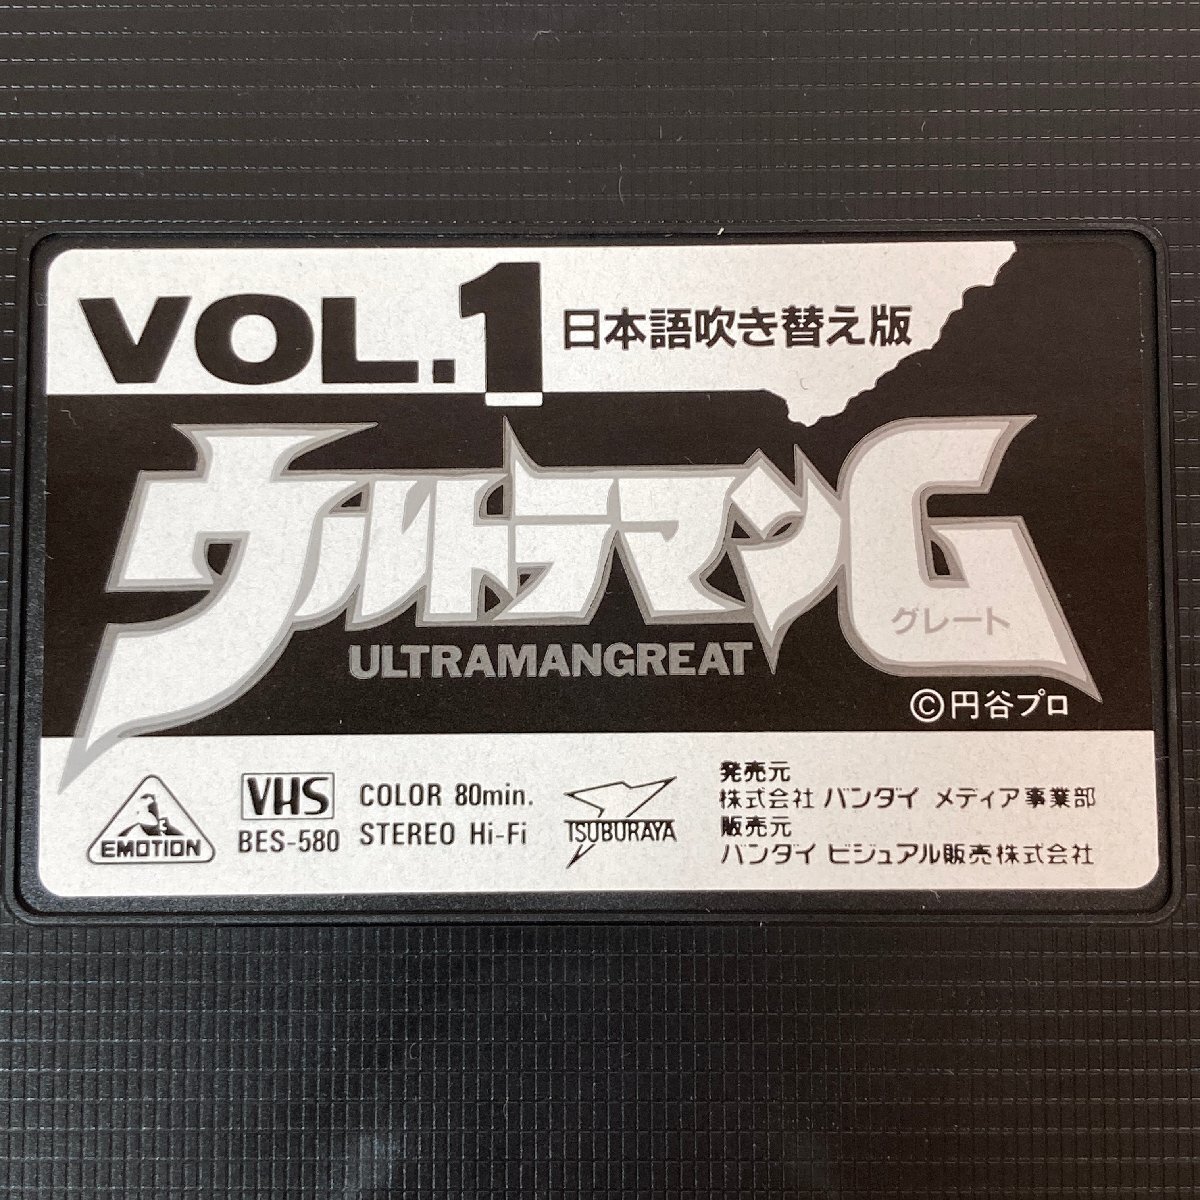 VOL.1 日本語吹き替え版
ウルトラマンG
グレート
ULTRAMANGREAT
©円谷プロ
EMOTION
VHS
BES-580
COLOR 80min.
STEREO Hi-Fi
TSUBURAYA
発売元
株式会社 バンダイ メディア事業部
販売元
バンダイ ビジュアル販売株式会社